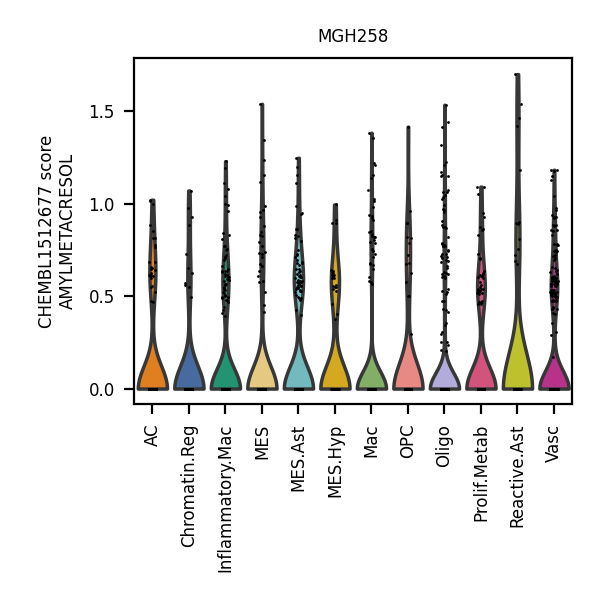 MGH258
CHEMBL1512677 score
AMYLMETACRESOL
1.5
1.0
0.5
0.0
AC
Chromatin.Reg
Inflammatory.Mac
MES
MES.Ast
MES.Hyp
Mac
OPC
Oligo
Prolif.Metab
Reactive.Ast
Vasc